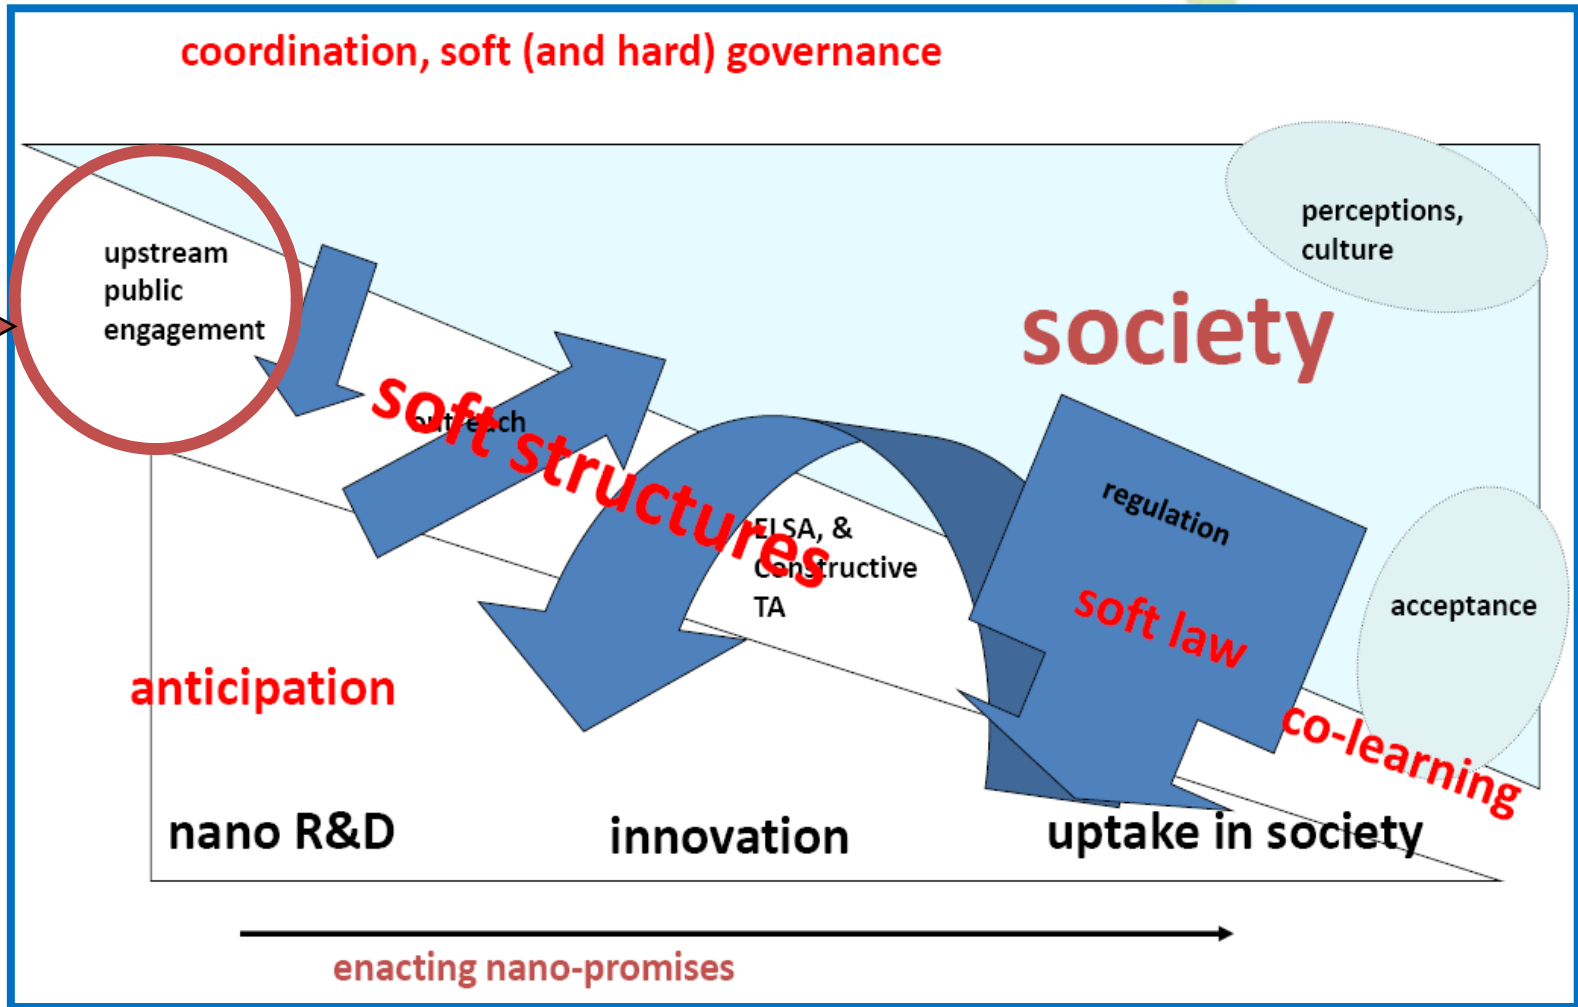 coordination, soft (and hard) governance
perceptions,
culture
upstream
public
engagement
society
outreach
soft structures
regulation
ELSA, &
Constructive
TA
soft law
acceptance
anticipation
co-learning
nano R&D
innovation
uptake in society
enacting nano-promises